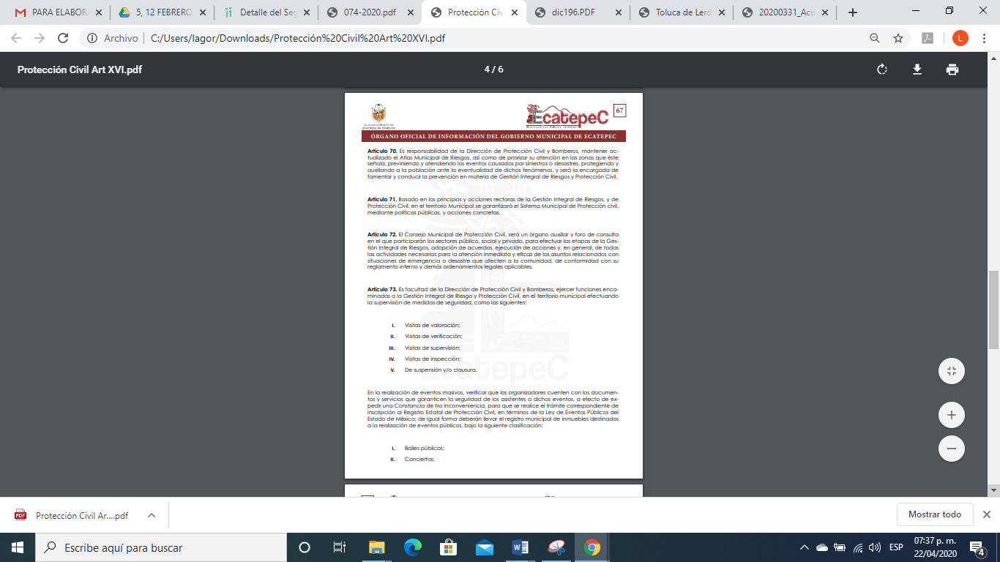 PARA ELABOR
5, 12 FEBRERO
Detalle del Seg
074-2020.pdf
Protección Civi
dic196.PDF
Toluca de Lerd
20200331_Acu
Archivo
C:/Users/lagor/Downloads/Protección%20Civil%20Art%20XVI.pdf
L
Protección Civil Art XVI.pdf
4 / 6
H. AYUNTAMIENTO DE
ECATEPEC DE MORELOS
EcatepeC
67
ÓRGANO OFICIAL DE INFORMACIÓN DEL GOBIERNO MUNICIPAL DE ECATEPEC
Artículo 70. Es responsabilidad de la Dirección de Protección Civil y Bomberos, mantener ac-
tualizado el Atlas Municipal de Riesgos, así como de priorizar su atención en las zonas que éste
señala, previniendo y atendiendo los eventos causados por siniestros o desastres, protegiendo y
auxiliando a la población ante la eventualidad de dichos fenómenos, y será la encargada de
fomentar y conducir la prevención en materia de Gestión Integral de Riesgos y Protección Civil.
Artículo 71. Basado en los principios y acciones rectoras de la Gestión Integral de Riesgos, y de
Protección Civil, en el territorio Municipal se garantizará el Sistema Municipal de Protección civil,
mediante políticas públicas, y acciones concretas.
Artículo 72. El Consejo Municipal de Protección Civil, será un órgano auxiliar y foro de consulta
en el que participarán los sectores público, social y privado, para efectuar las etapas de la Ges-
tión Integral de Riesgos, adopción de acuerdos, ejecución de acciones y, en general, de todas
las actividades necesarias para la atención inmediata y eficaz de los asuntos relacionados con
situaciones de emergencia o desastre que afecten a la comunidad, de conformidad con su
reglamento interno y demás ordenamientos legales aplicables.
Artículo 73. Es facultad de la Dirección de Protección Civil y Bomberos, ejercer funciones enca-
minadas a la Gestión Integral de Riesgo y Protección Civil, en el territorio municipal efectuando
la supervisión de medidas de seguridad, como las siguientes:
I. Visitas de valoración;
II. Visitas de verificación;
III. Visitas de supervisión;
IV. Visitas de inspección;
V. De suspensión y/o clausura.
EcatepeC
En la realización de eventos masivos, verificar que los organizadores cuenten con los documen-
tos y servicios que garanticen la seguridad de los asistentes a dichos eventos, a efecto de ex-
pedir una Constancia de No Inconveniencia, para que se realice el trámite correspondiente de
inscripción al Registro Estatal de Protección Civil, en términos de la Ley de Eventos Públicos del
Estado de México; de igual forma deberán llevar el registro municipal de inmuebles destinados
a la realización de eventos públicos, bajo la siguiente clasificación:
I. Bailes públicos;
II. Conciertos;
Protección Civil Ar....pdf
Mostrar todo
Escribe aquí para buscar
ESP
07:37 p. m.
22/04/2020
4